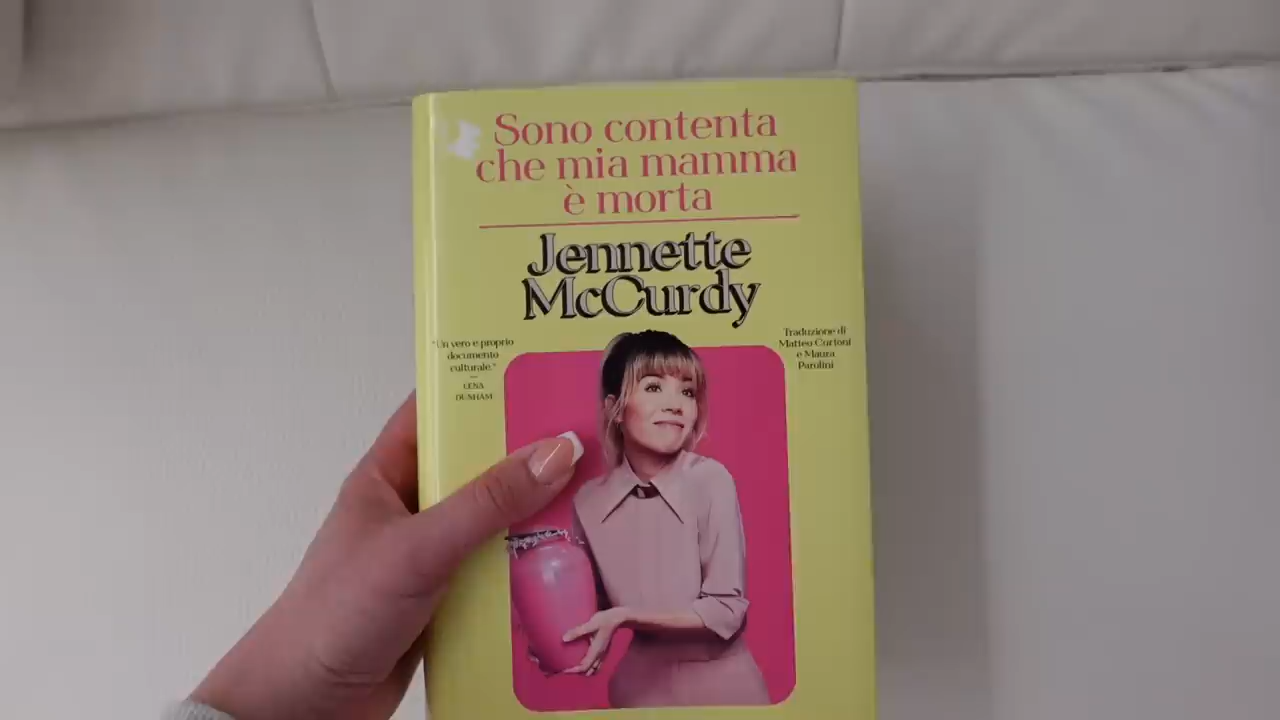 Sono contenta
che mia mamma
è morta
Jennette
McCurdy
"Un vero e proprio
documento
culturale."
—
LENA
DUNHAM
Traduzione di
Matteo Curtoni
e Maura
Parolini